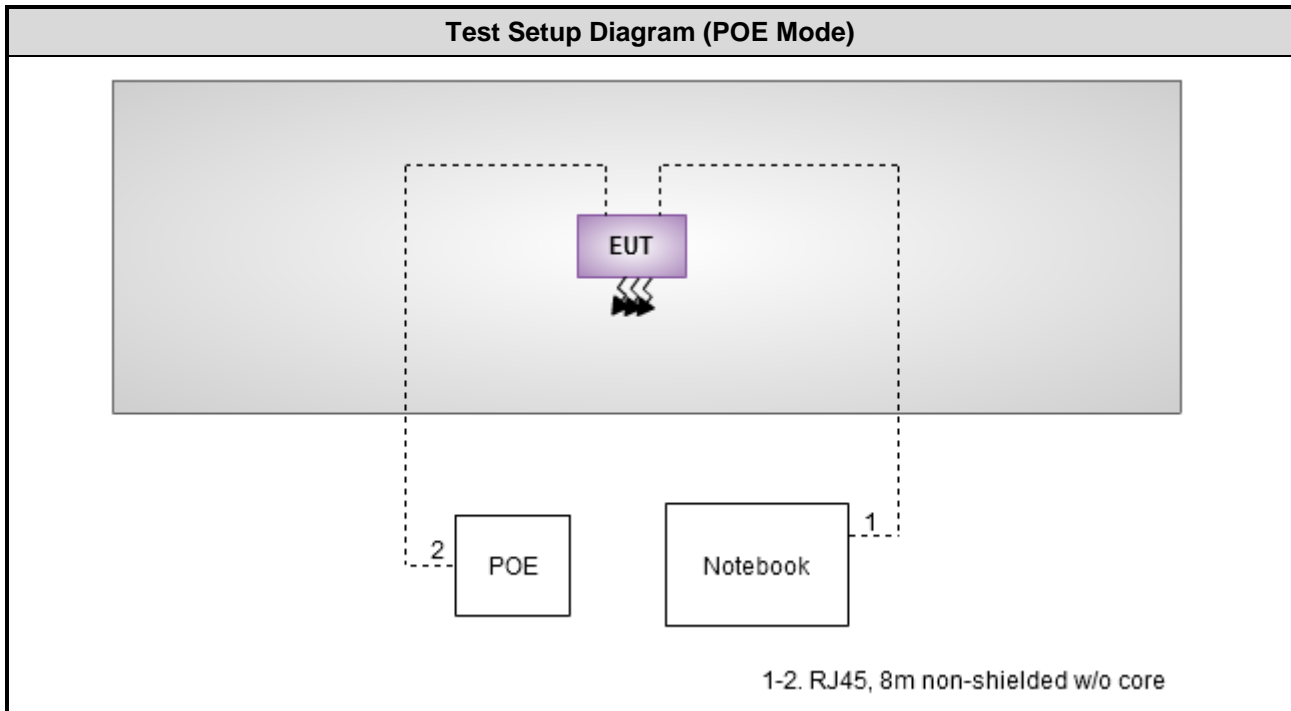 Test Setup Diagram (POE Mode)
EUT
2
POE
Notebook
1
1-2. RJ45, 8m non-shielded w/o core